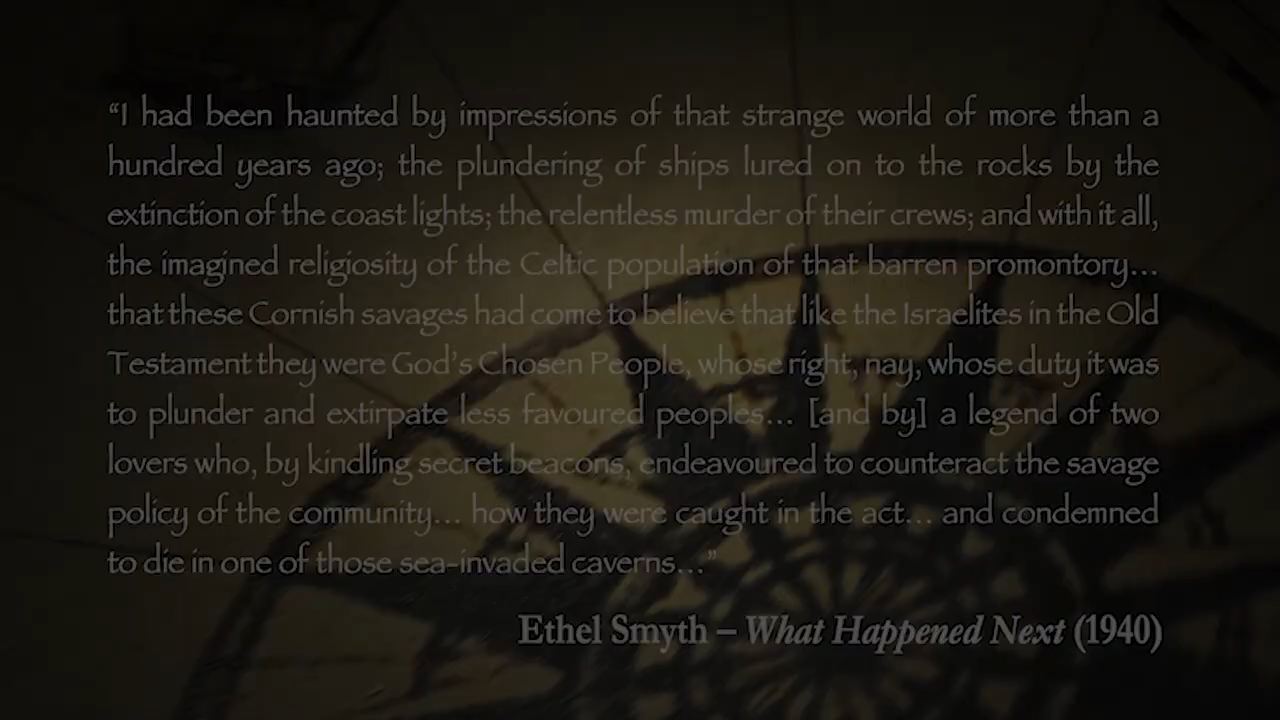 “I had been haunted by impressions of that strange world of more than a
hundred years ago; the plundering of ships lured on to the rocks by the
extinction of the coast lights; the relentless murder of their crews; and with it all,
the imagined religiosity of the Celtic population of that barren promontory...
that these Cornish savages had come to believe that like the Israelites in the Old
Testament they were God’s Chosen People, whose right, nay, whose duty it was
to plunder and extirpate less favoured peoples... [and by] a legend of two
lovers who, by kindling secret beacons, endeavoured to counteract the savage
policy of the community... how they were caught in the act... and condemned
to die in one of those sea-invaded caverns...”
Ethel Smyth – What Happened Next (1940)